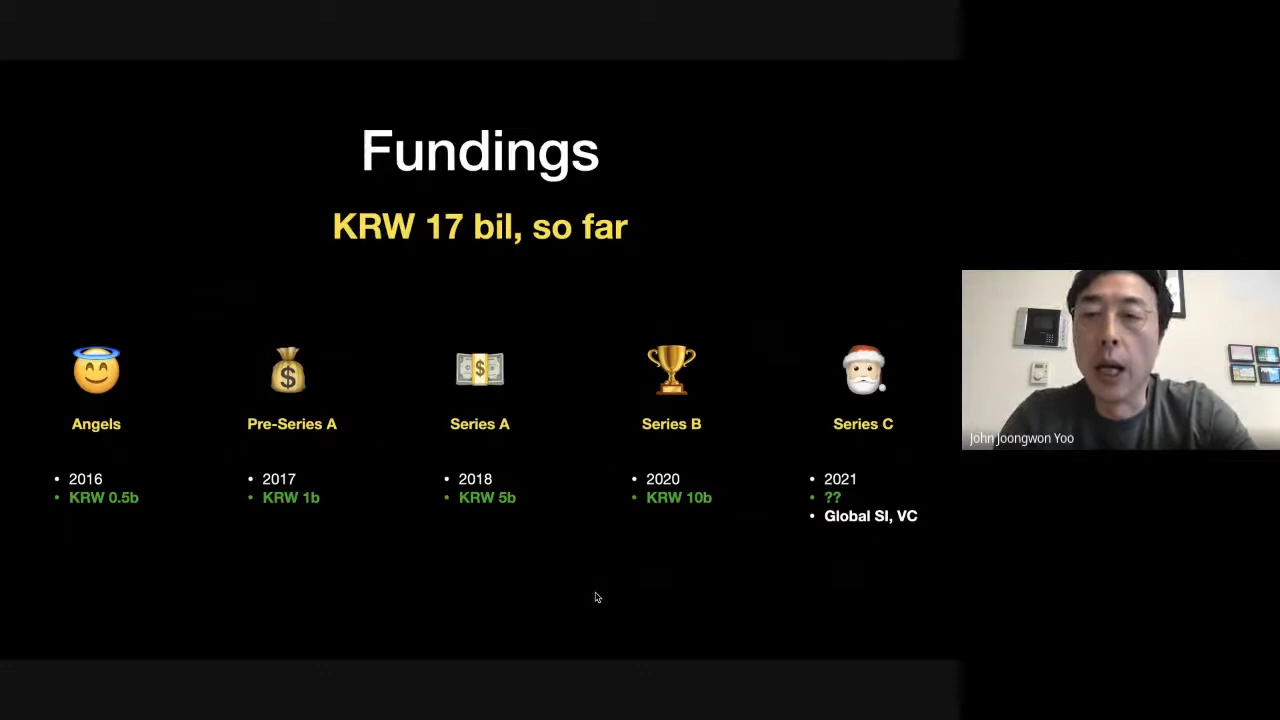 Fundings
KRW 17 bil, so far
Angels
• 2016
• KRW 0.5b
Pre-Series A
• 2017
• KRW 1b
Series A
• 2018
• KRW 5b
Series B
• 2020
• KRW 10b
Series C
• 2021
• ??
• Global SI, VC
John Joongwon Yoo